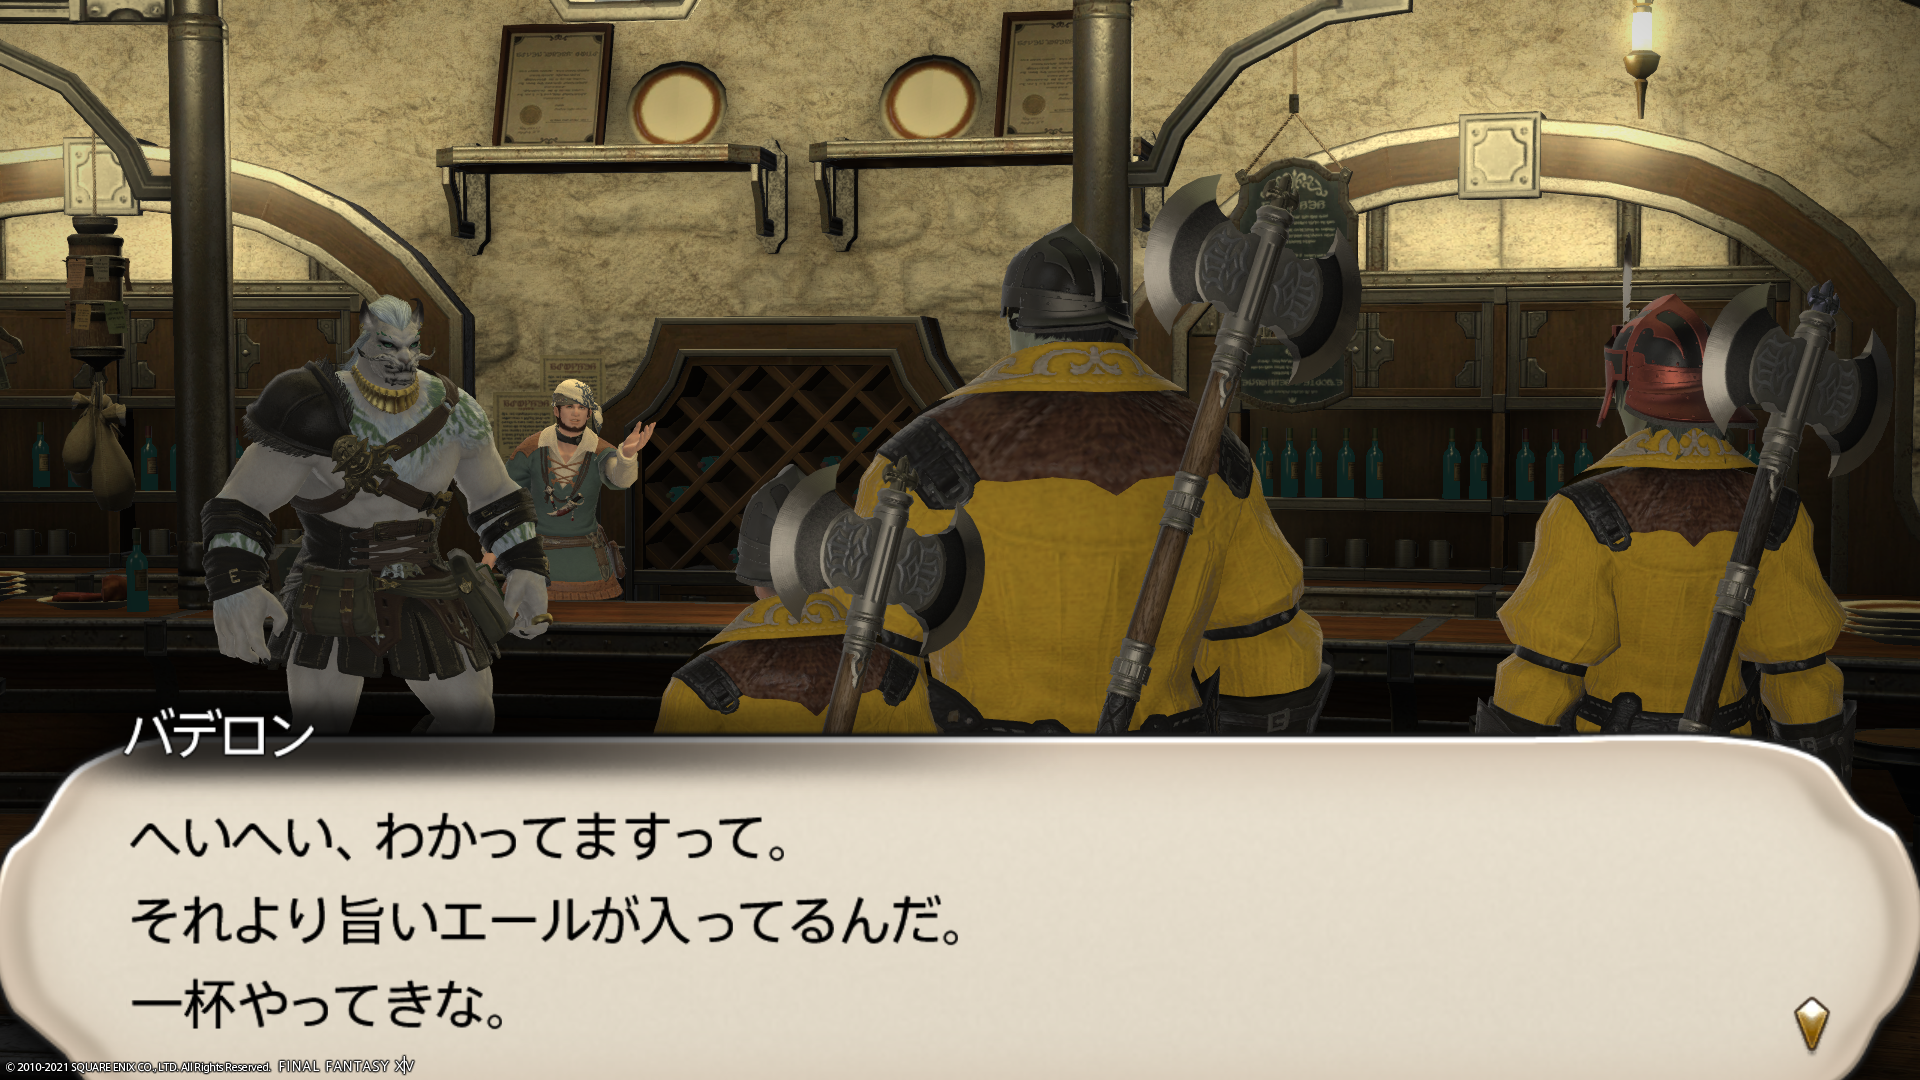 バデロン
へいへい、わかってますって。
それより旨いエールが入ってるんだ。
一杯やってきな。
© 2010-2021 SQUARE ENIX CO., LTD. All Rights Reserved. FINAL FANTASY XIV